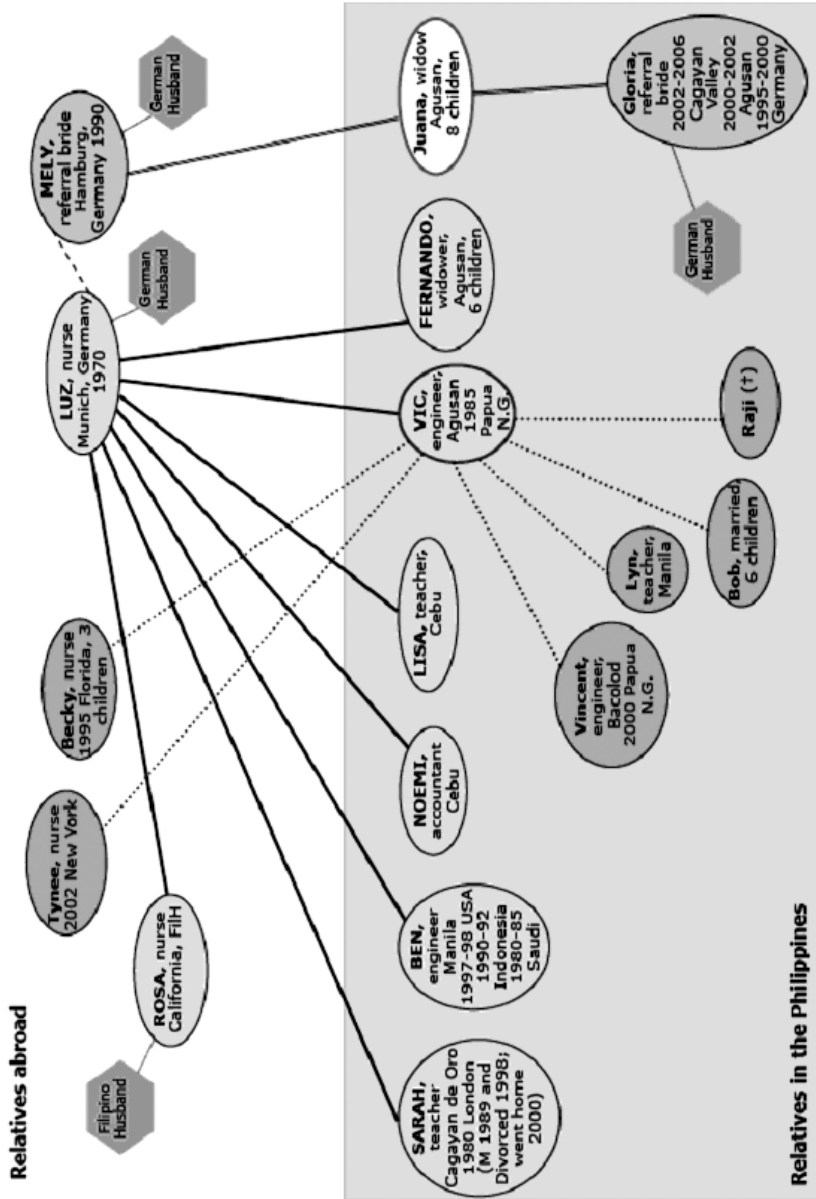 Relatives abroad
Filipino
Husband
ROSA, nurse
California, FilH
Tynee, nurse
2002 New York
Becky, nurse
1995 Florida, 3
children
LUZ, nurse
Munich, Germany
1970
German
Husband
MELY,
referral bride
Hamburg,
Germany 1990
German
Husband
SARAH,
teacher
Cagayan de Oro
1980 London
(M 1989 and
Divorced 1998;
went home
2000)
BEN,
engineer
Manila
1997-98 USA
1990-92
Indonesia
1980-85
Saudi
NOEMI,
accountant
Cebu
LISA, teacher,
Cebu
VIC,
engineer,
Agusan
1985
Papua
N.G.
FERNANDO,
widower,
Agusan,
6 children
Juana, widow
Agusan,
8 children
Vincent,
engineer,
Bacolod
2000 Papua
N.G.
Lyn,
teacher,
Manila
Bob, married,
6 children
Raji (†)
German
Husband
Gloria,
referral
bride
2002-2006
Cagayan
Valley
2000-2002
Agusan
1995-2000
Germany
Relatives in the Philippines